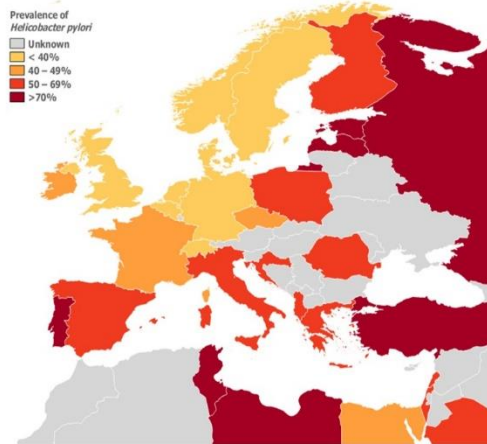 Prevalence of
Helicobacter pylori
Unknown
< 40%
40 – 49%
50 – 69%
>70%